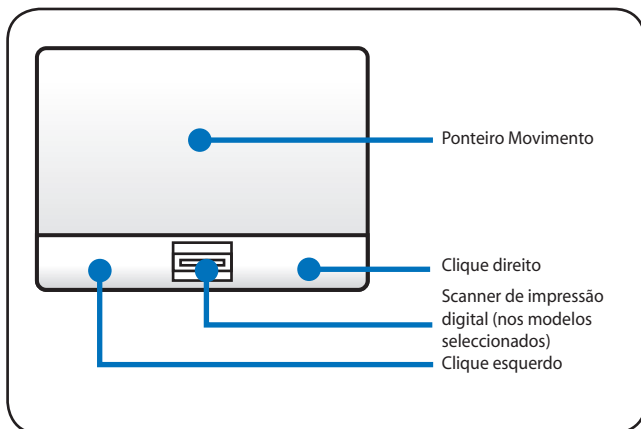 Ponteiro Movimento
Clique direito
Scanner de impressão
digital (nos modelos
seleccionados)
Clique esquerdo